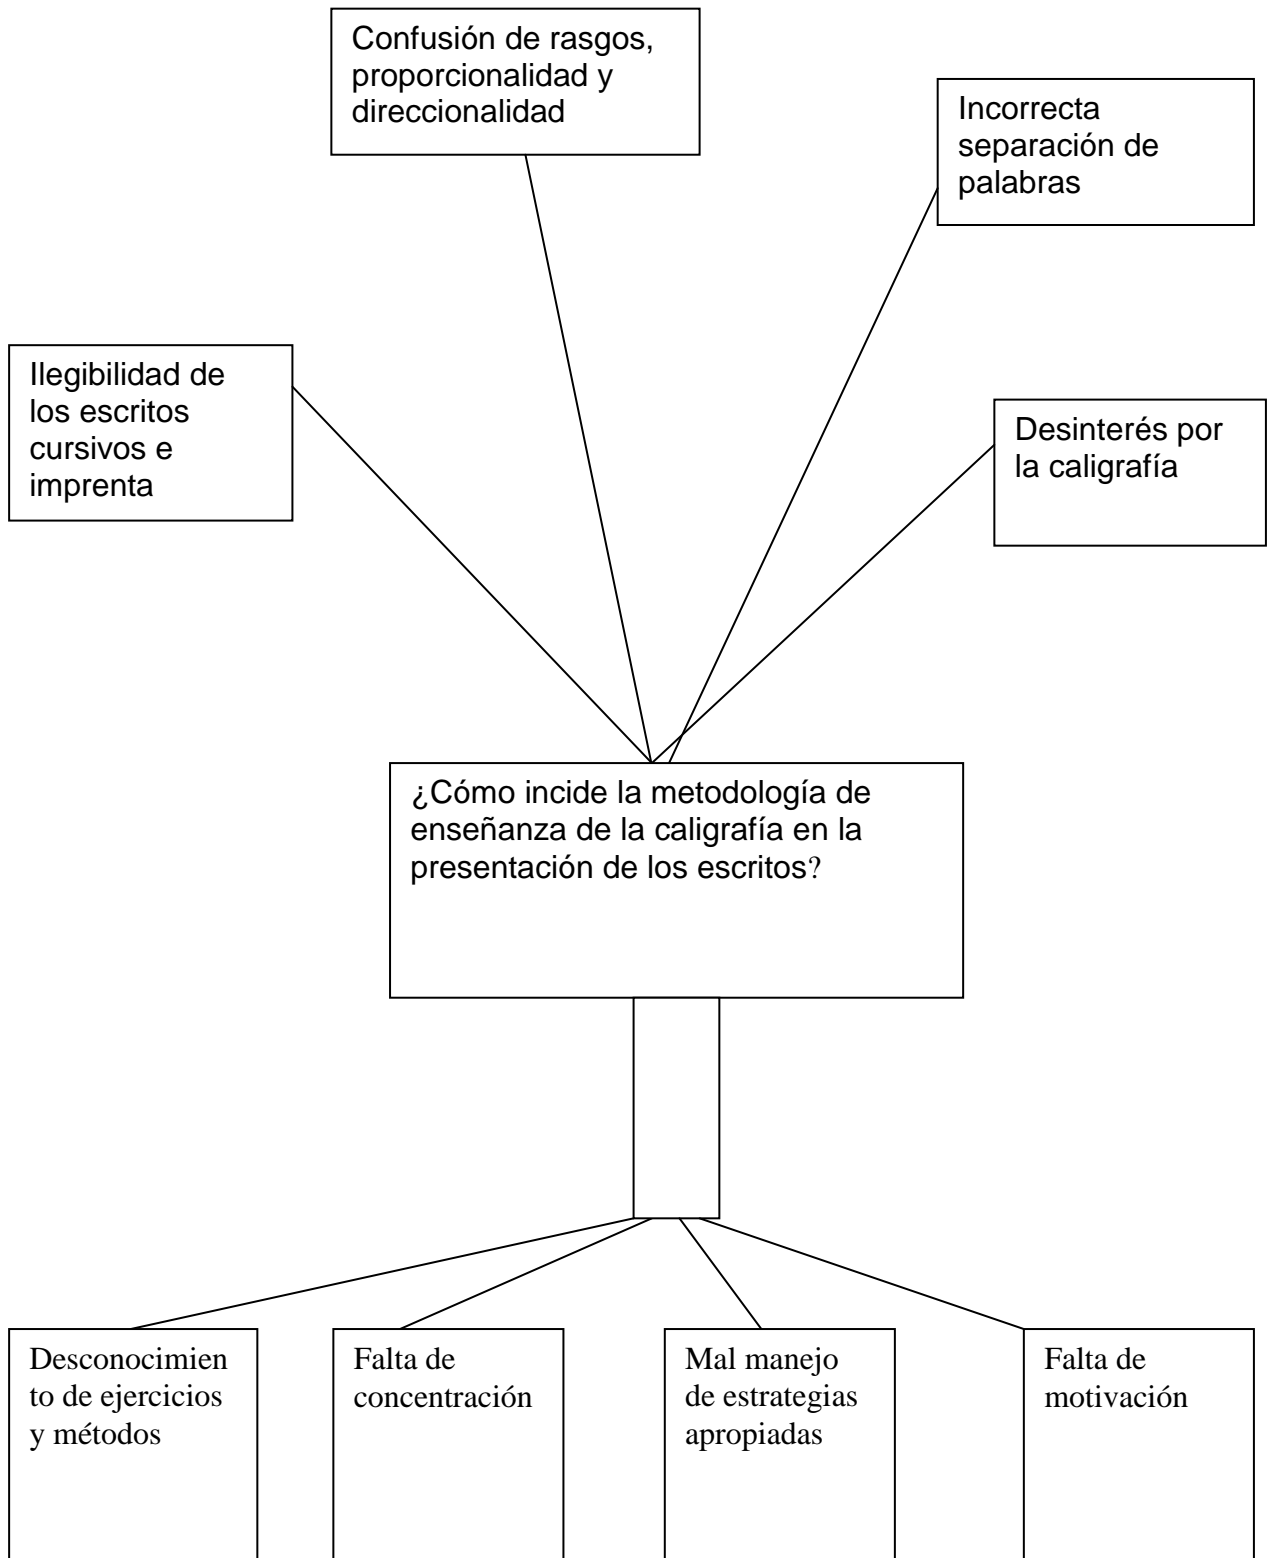 Confusión de rasgos,
proporcionalidad y
direccionalidad
Incorrecta
separación de
palabras
Ilegibilidad de
los escritos
cursivos e
imprenta
Desinterés por
la caligrafía
¿Cómo incide la metodología de
enseñanza de la caligrafía en la
presentación de los escritos?
Desconocimien
to de ejercicios
y métodos
Falta de
concentración
Mal manejo
de estrategias
apropiadas
Falta de
motivación